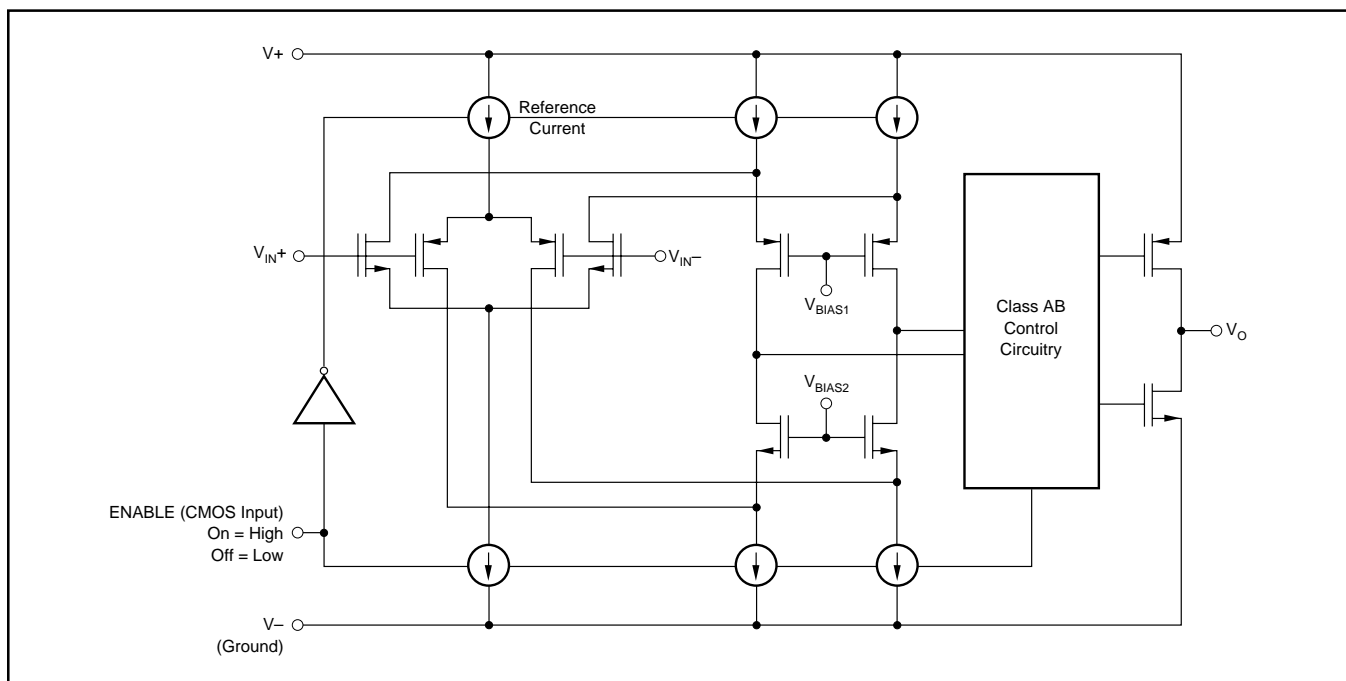 V+
Reference
Current
V_IN+
V_IN–
V_BIAS1
Class AB
Control
Circuitry
V_O
V_BIAS2
ENABLE (CMOS Input)
On = High
Off = Low
V–
(Ground)